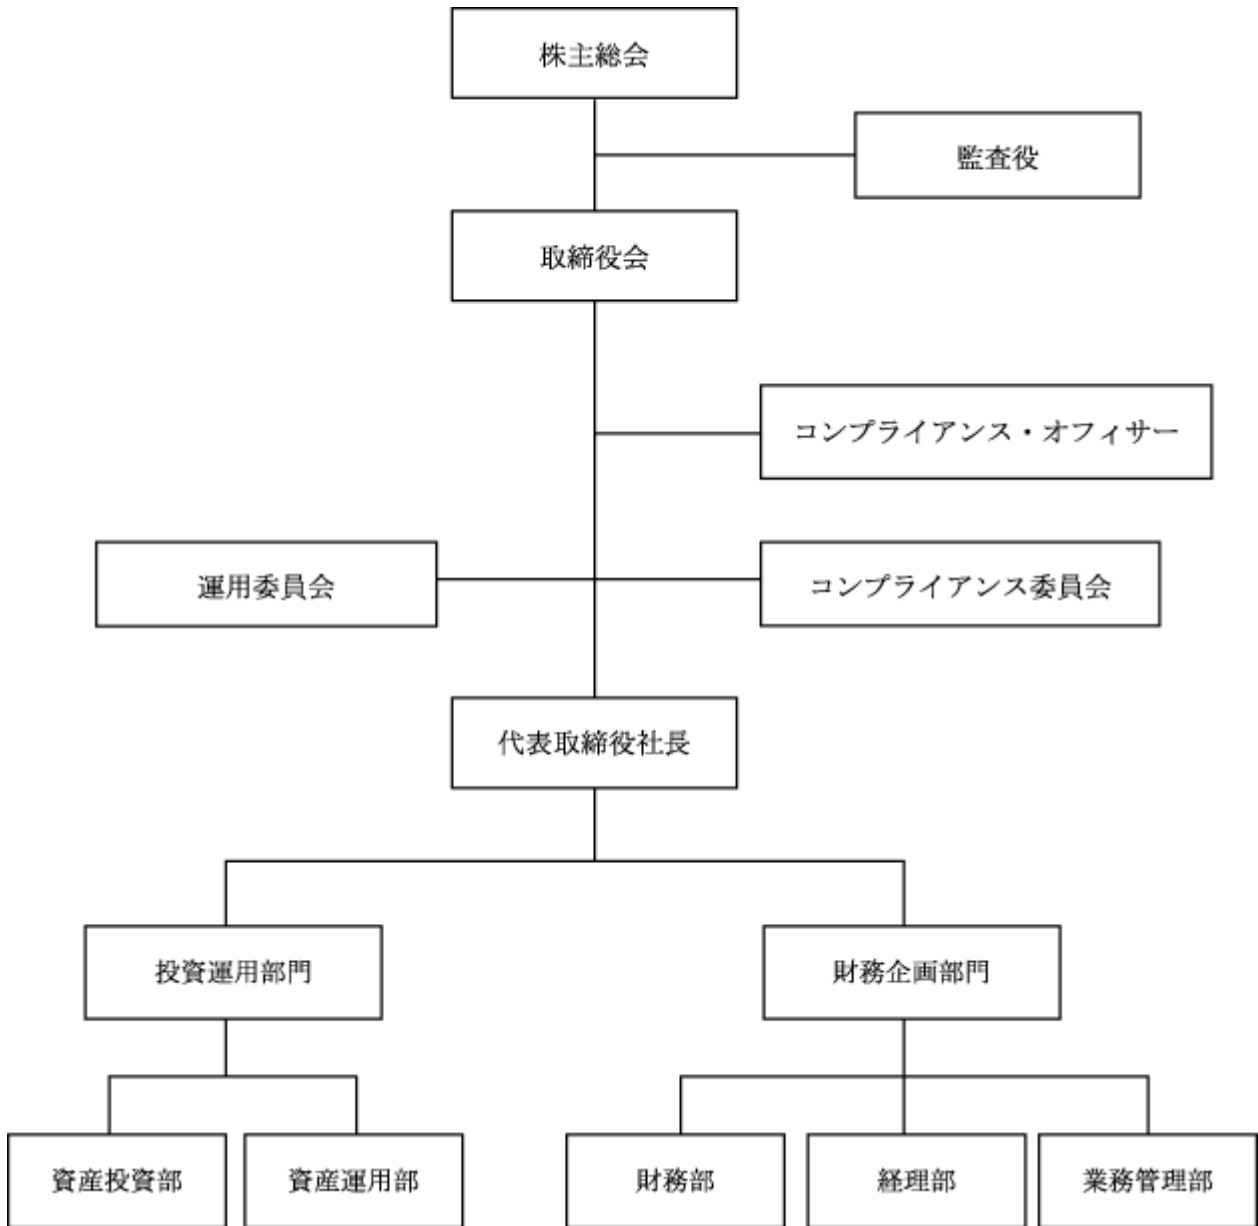 株主総会
監査役
取締役会
コンプライアンス・オフィサー
運用委員会
コンプライアンス委員会
代表取締役社長
投資運用部門
財務企画部門
資産投資部
資産運用部
財務部
経理部
業務管理部